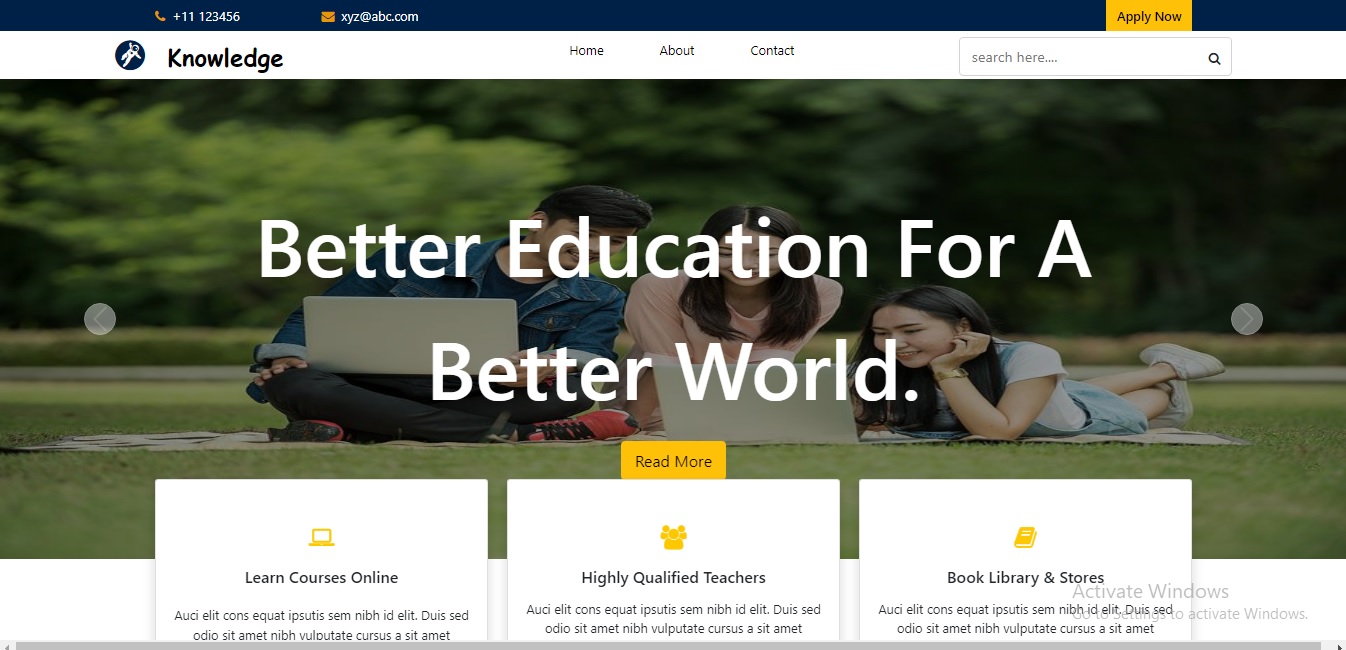 +11 123456 xyz@abc.com Apply Now
Knowledge Home About Contact search here....
Better Education For A
Better World.
Read More
Learn Courses Online
Auci elit cons equat ipsutis sem nibh id elit. Duis sed
odio sit amet nibh vulputate cursus a sit amet
Highly Qualified Teachers
Auci elit cons equat ipsutis sem nibh id elit. Duis sed
odio sit amet nibh vulputate cursus a sit amet
Book Library & Stores
Auci elit cons equat ipsutis sem nibh id elit. Duis sed
odio sit amet nibh vulputate cursus a sit amet
Activate Windows
Go to Settings to activate Windows.